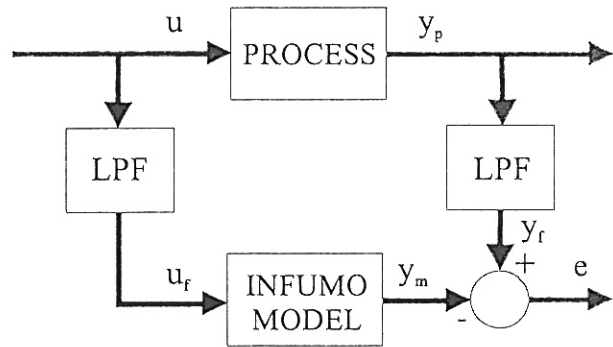 u
PROCESS
y_p
LPF
LPF
y_f
+
e
u_f
INFUMO
MODEL
y_m
-